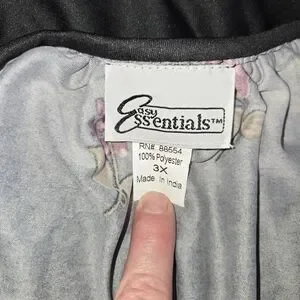 Easy
Essentials™
RN#. 88554
100% Polyester
3X
Made In India